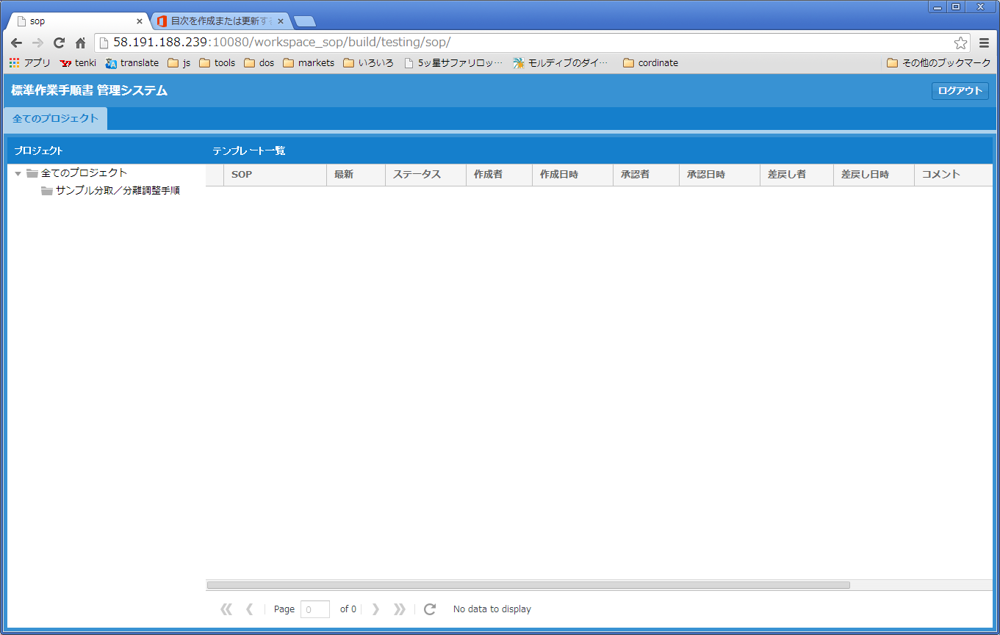 sop
目次を作成または更新す
58.191.188.239:10080/workspace_sop/build/testing/sop/
アプリ tenki translate js tools dos markets いろいろ 5ッ星サファリロッ… モルディブのダイ… cordinate その他のブックマーク
標準作業手順書 管理システム ログアウト
全てのプロジェクト
プロジェクト テンプレート一覧
全てのプロジェクト
サンプル分取／分離調整手順
SOP 最新 ステータス 作成者 作成日時 承認者 承認日時 差戻し者 差戻し日時 コメント
Page 0 of 0 No data to display